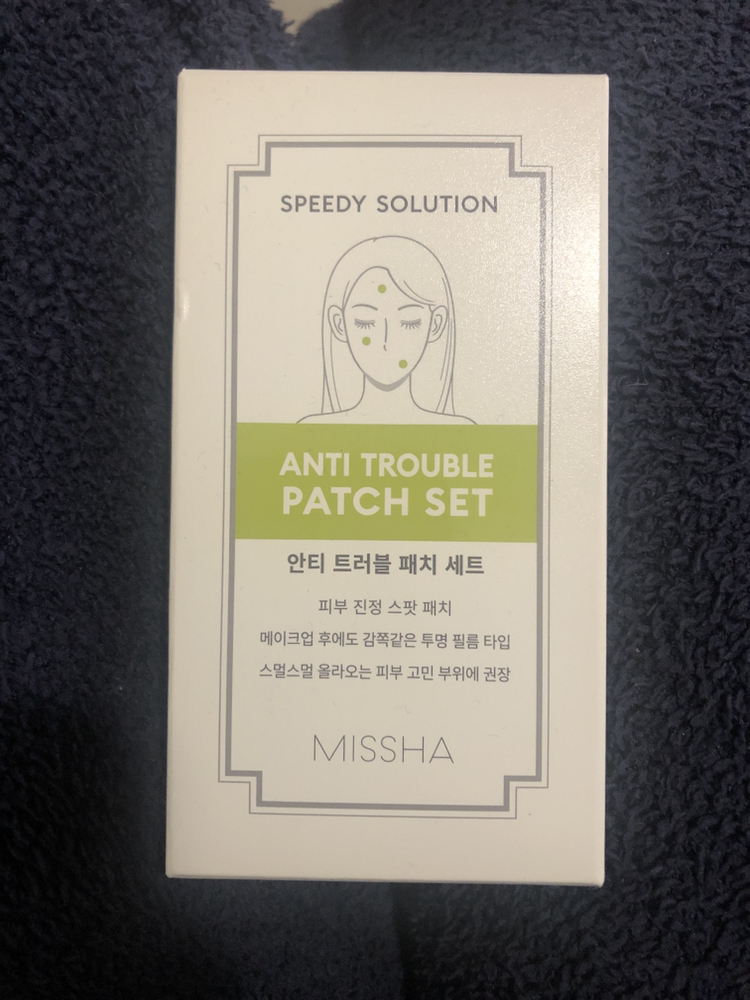 SPEEDY SOLUTION
ANTI TROUBLE
PATCH SET
안티 트러블 패치 세트
피부 진정 스팟 패치
메이크업 후에도 감쪽같은 투명 필름 타입
스멀스멀 올라오는 피부 고민 부위에 권장
MISSHA